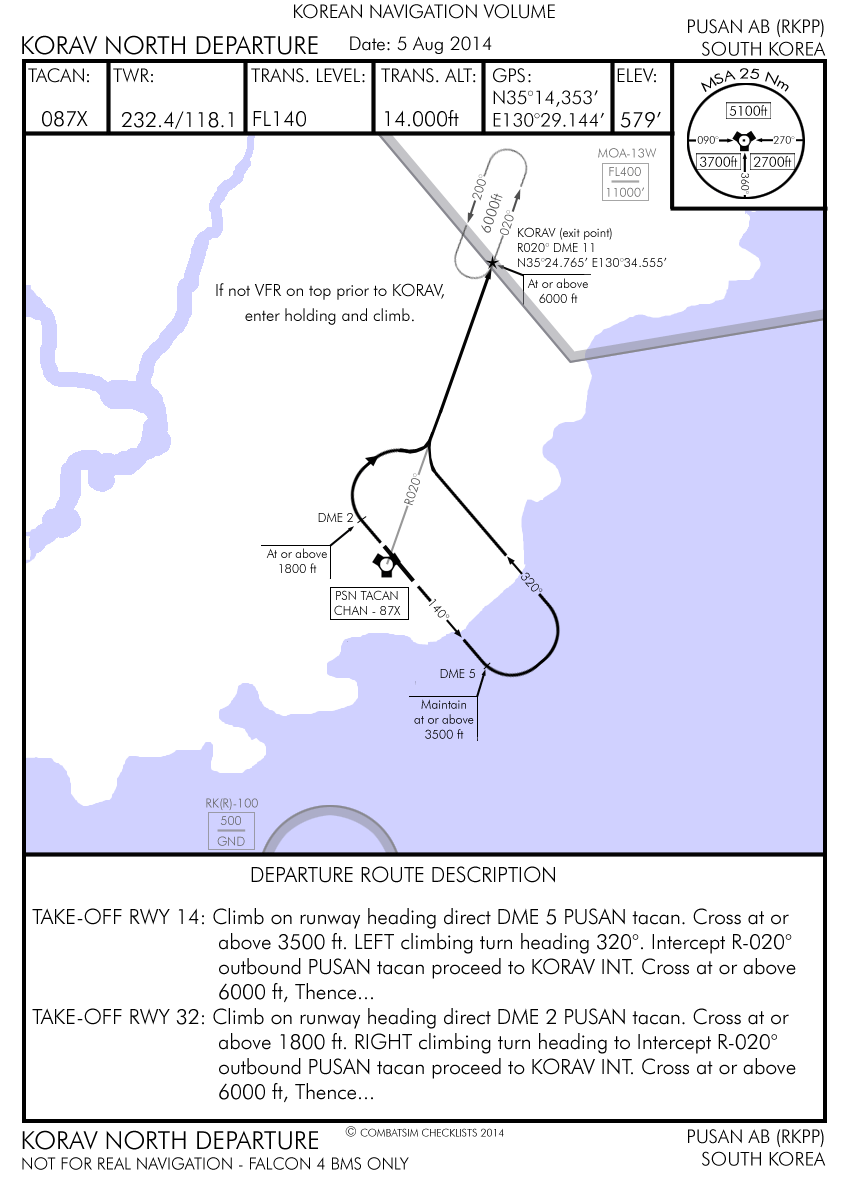 KOREAN NAVIGATION VOLUME
KORAV NORTH DEPARTURE
Date: 5 Aug 2014
PUSAN AB (RKPP)
SOUTH KOREA
TACAN:
087X
TWR:
232.4/118.1
TRANS. LEVEL:
FL140
TRANS. ALT:
14.000ft
GPS:
N35°14,353′
E130°29.144′
ELEV:
579′
MSA 25 Nm
5100ft
090°
270°
3700ft
2700ft
360°
MOA-13W
FL400
11000′
200°
6000ft
020°
KORAV (exit point)
R020° DME 11
N35°24.765′ E130°34.555′
At or above
6000 ft
If not VFR on top prior to KORAV,
enter holding and climb.
R020°
DME 2
At or above
1800 ft
PSN TACAN
CHAN - 87X
140°
320°
DME 5
Maintain
at or above
3500 ft
RK(R)-100
500
GND
DEPARTURE ROUTE DESCRIPTION
TAKE-OFF RWY 14: Climb on runway heading direct DME 5 PUSAN tacan. Cross at or
above 3500 ft. LEFT climbing turn heading 320°. Intercept R-020°
outbound PUSAN tacan proceed to KORAV INT. Cross at or above
6000 ft, Thence...
TAKE-OFF RWY 32: Climb on runway heading direct DME 2 PUSAN tacan. Cross at or
above 1800 ft. RIGHT climbing turn heading to Intercept R-020°
outbound PUSAN tacan proceed to KORAV INT. Cross at or above
6000 ft, Thence...
KORAV NORTH DEPARTURE
© COMBATSIM CHECKLISTS 2014
PUSAN AB (RKPP)
NOT FOR REAL NAVIGATION - FALCON 4 BMS ONLY
SOUTH KOREA